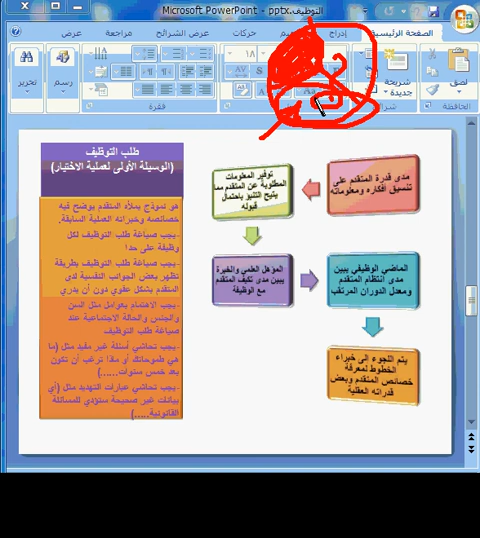 التوظيف.pptx - Microsoft PowerPoint
الصفحة الرئيسية
إدراج
حركات
عرض الشرائح
مراجعة
عرض
لصق
الحافظة
شريحة جديدة
فقرة
رسم
تحرير
طلب التوظيف
(الوسيلة الأولى لعملية الاختيار)
هو نموذج يملأه المتقدم يوضح فيه
خصائصه وخبراته العملية السابقة.
- يجب صياغة طلب التوظيف لكل
وظيفة على حدا
- يجب صياغة طلب التوظيف بطريقة
تظهر بعض الجوانب النفسية لدى
المتقدم بشكل عفوي دون أن يدري
- يجب الاهتمام بعوامل مثل السن
والجنس والحالة الاجتماعية عند
صياغة طلب التوظيف
- يجب تحاشي أسئلة غير مفيد مثل (ما
هي طموحاتك أو ماذا ترغب أن تكون
بعد خمس سنوات......)
- يجب تحاشي عبارات التهديد مثل (أي
بيانات غير صحيحة ستؤدي للمسائلة
القانونية.....)
مدى قدرة المتقدم على
تنسيق أفكاره ومعلوماته
توفير المعلومات
المطلوبة عن المتقدم مما
يتيح التنبؤ باحتمال
قبوله
المؤهل العلمي والخبرة
يبين مدى تكيف المتقدم
مع الوظيفة
الماضي الوظيفي يبين
مدى انتظام المتقدم
ومعدل الدوران المرتقب
يتم اللجوء الى خبراء
الخطوط لمعرفة
خصائص المتقدم وبعض
قدراته العقلية